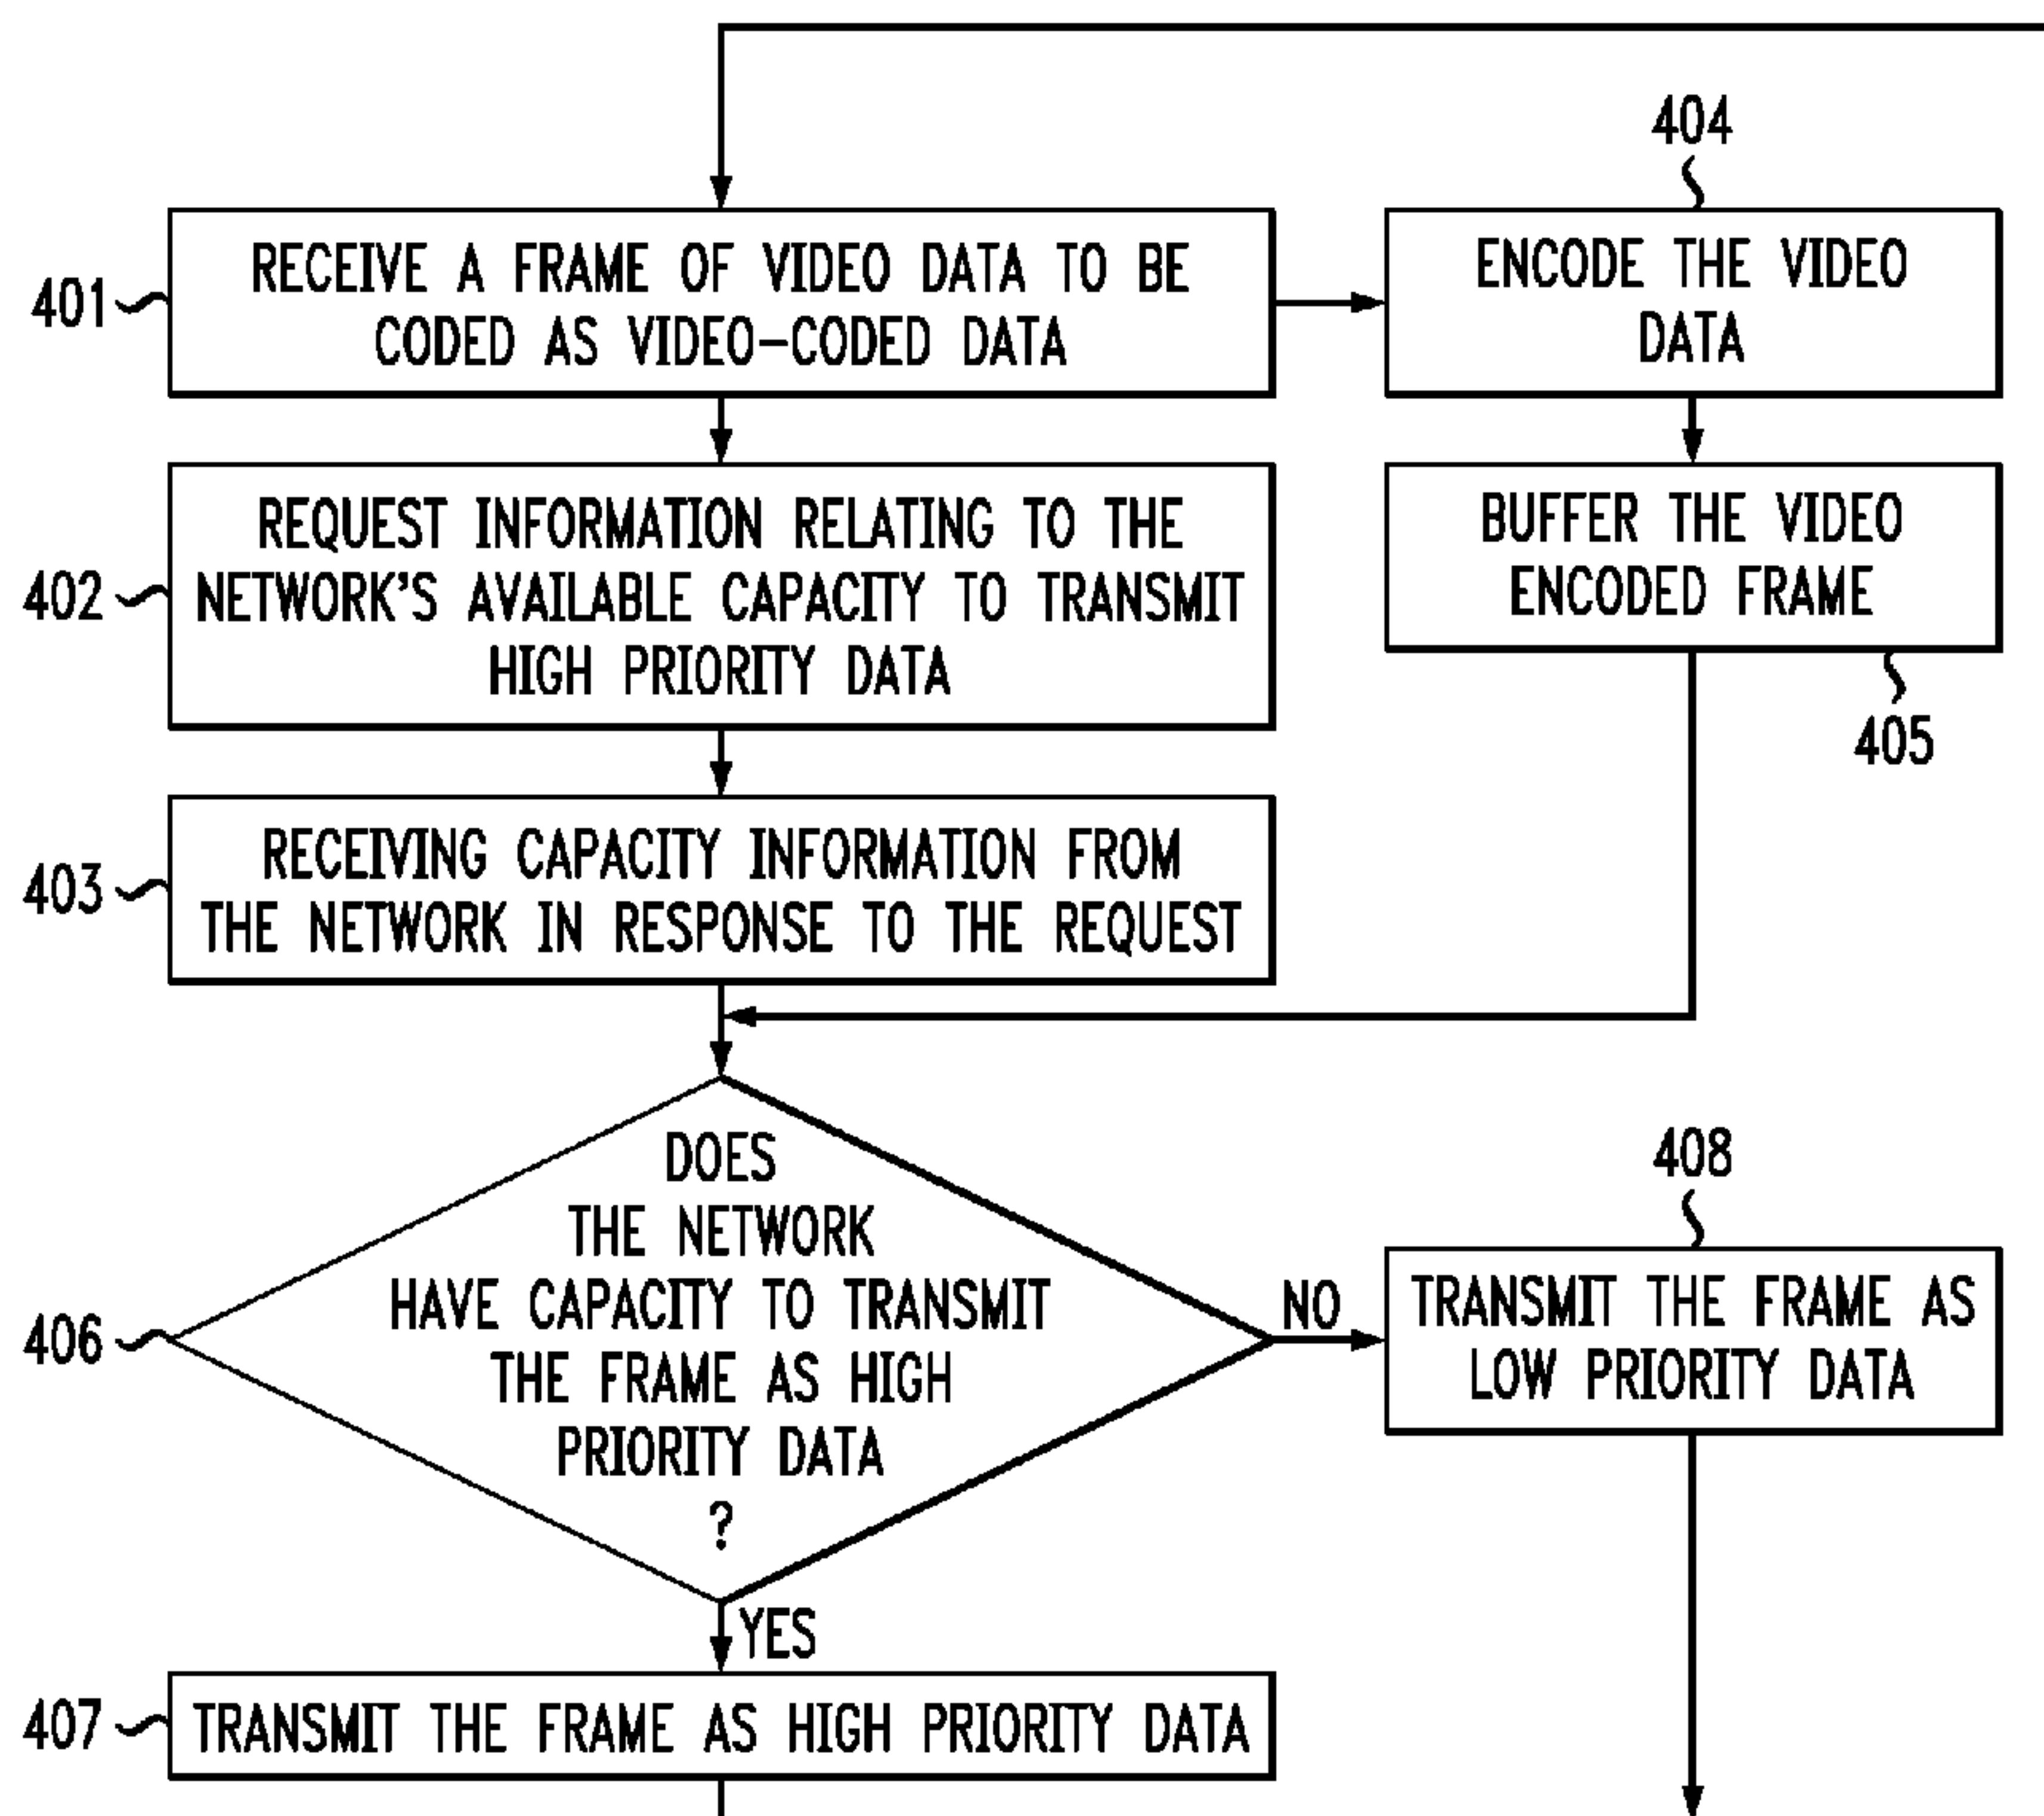 404
401
RECEIVE A FRAME OF VIDEO DATA TO BE
CODED AS VIDEO-CODED DATA
ENCODE THE VIDEO
DATA
402
REQUEST INFORMATION RELATING TO THE
NETWORK'S AVAILABLE CAPACITY TO TRANSMIT
HIGH PRIORITY DATA
BUFFER THE VIDEO
ENCODED FRAME
405
403
RECEIVING CAPACITY INFORMATION FROM
THE NETWORK IN RESPONSE TO THE REQUEST
406
DOES
THE NETWORK
HAVE CAPACITY TO TRANSMIT
THE FRAME AS HIGH
PRIORITY DATA
?
NO
408
TRANSMIT THE FRAME AS
LOW PRIORITY DATA
YES
407
TRANSMIT THE FRAME AS HIGH PRIORITY DATA